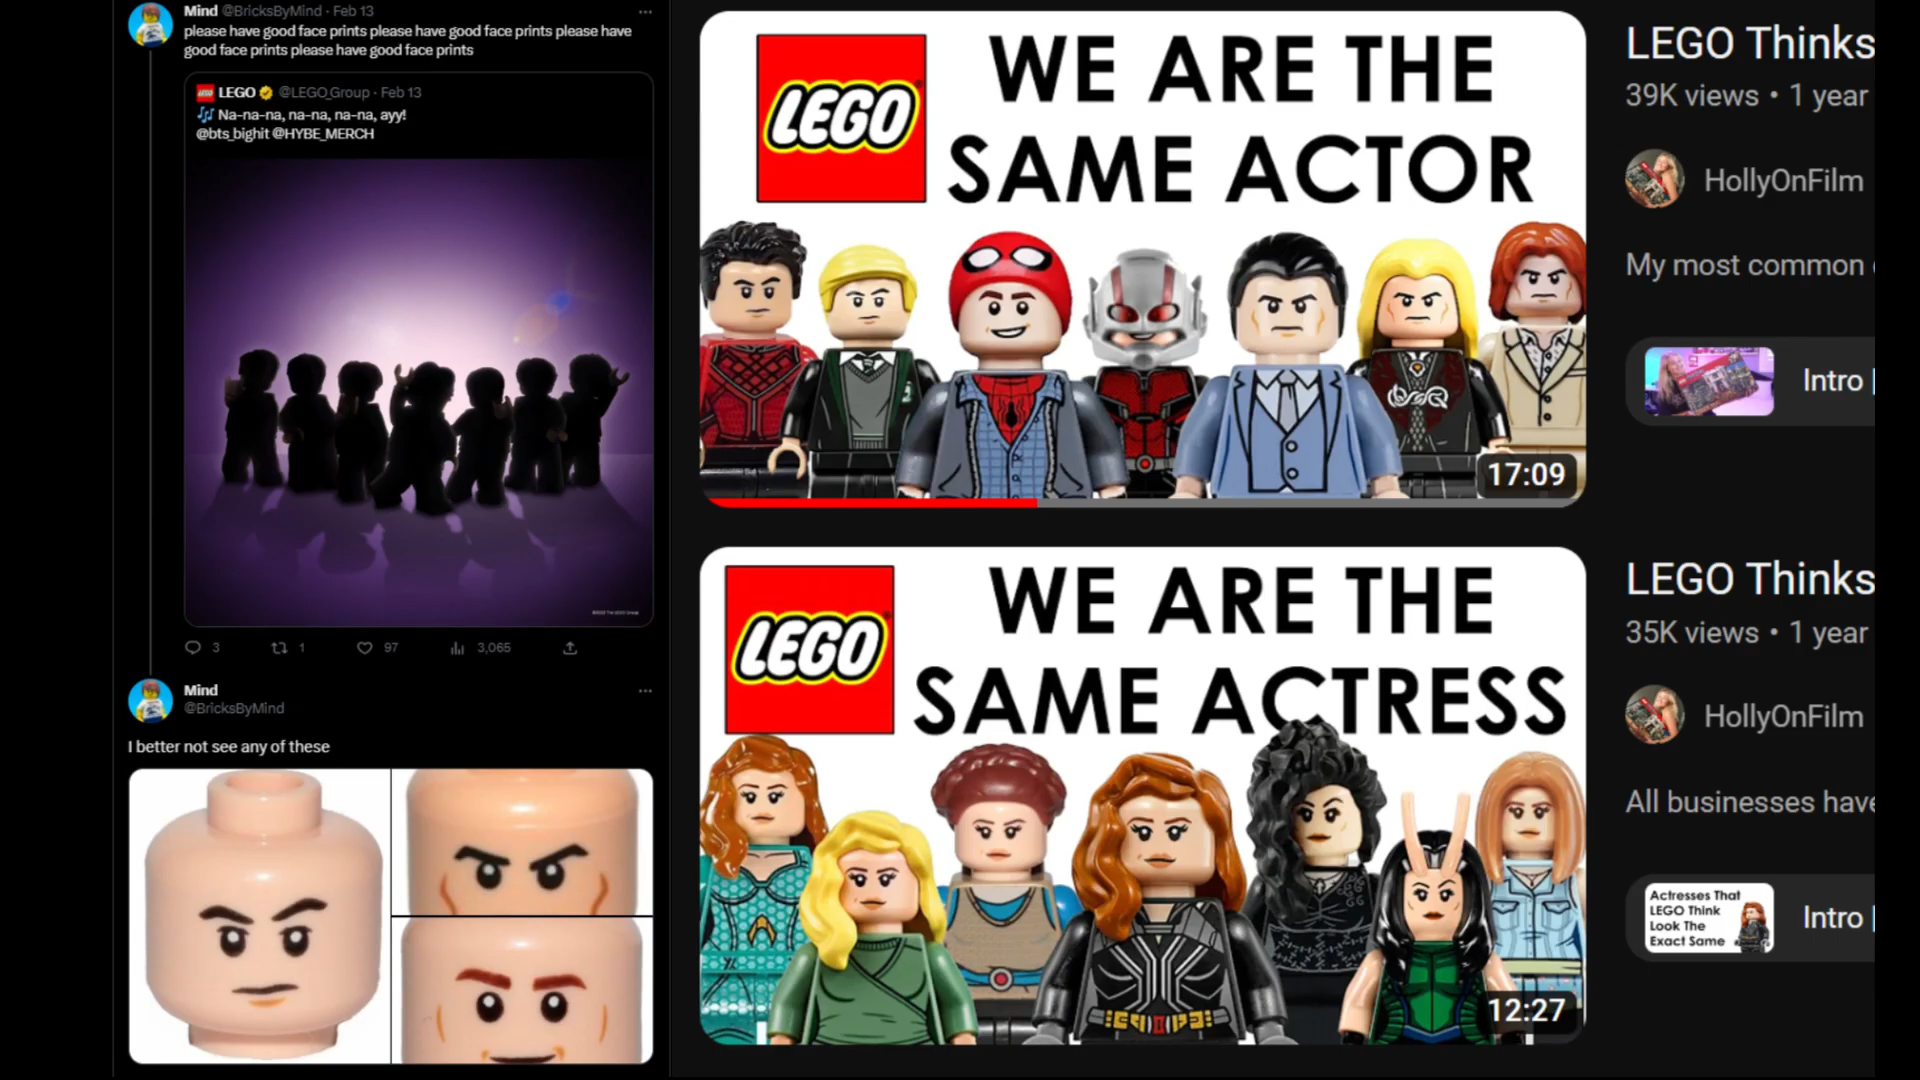 Mind @BricksByMind · Feb 13
please have good face prints please have good face prints please have
good face prints please have good face prints
LEGO @LEGO_Group · Feb 13
🎶 Na-na-na, na-na, na-na, ayy!
@bts_bighit @HYBE_MERCH
3 1 97 3,065
Mind
@BricksByMind
I better not see any of these
LEGO
WE ARE THE
SAME ACTOR
17:09
LEGO Thinks
39K views • 1 year
HollyOnFilm
My most common
Intro
LEGO
WE ARE THE
SAME ACTRESS
12:27
LEGO Thinks
35K views • 1 year
HollyOnFilm
All businesses have
Actresses That
LEGO Think
Look The
Exact Same
Intro